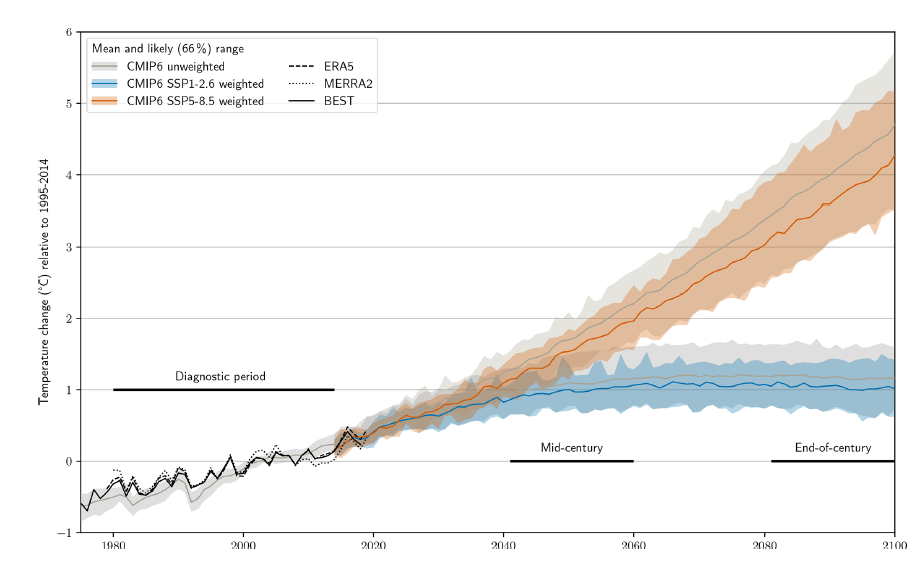 Mean and likely (66%) range
CMIP6 unweighted
CMIP6 SSP1-2.6 weighted
CMIP6 SSP5-8.5 weighted
ERA5
MERRA2
BEST
Temperature change (°C) relative to 1995-2014
6
5
4
3
2
1
0
−1
Diagnostic period
Mid-century
End-of-century
1980
2000
2020
2040
2060
2080
2100